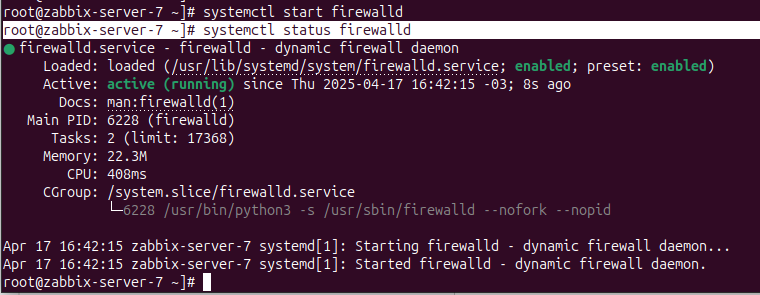 root@zabbix-server-7 ~]# systemctl start firewalld
root@zabbix-server-7 ~]# systemctl status firewalld
● firewalld.service - firewalld - dynamic firewall daemon
Loaded: loaded (/usr/lib/systemd/system/firewalld.service; enabled; preset: enabled)
Active: active (running) since Thu 2025-04-17 16:42:15 -03; 8s ago
Docs: man:firewalld(1)
Main PID: 6228 (firewalld)
Tasks: 2 (limit: 17368)
Memory: 22.3M
CPU: 408ms
CGroup: /system.slice/firewalld.service
└─6228 /usr/bin/python3 -s /usr/sbin/firewalld --nofork --nopid
Apr 17 16:42:15 zabbix-server-7 systemd[1]: Starting firewalld - dynamic firewall daemon...
Apr 17 16:42:15 zabbix-server-7 systemd[1]: Started firewalld - dynamic firewall daemon.
root@zabbix-server-7 ~]#